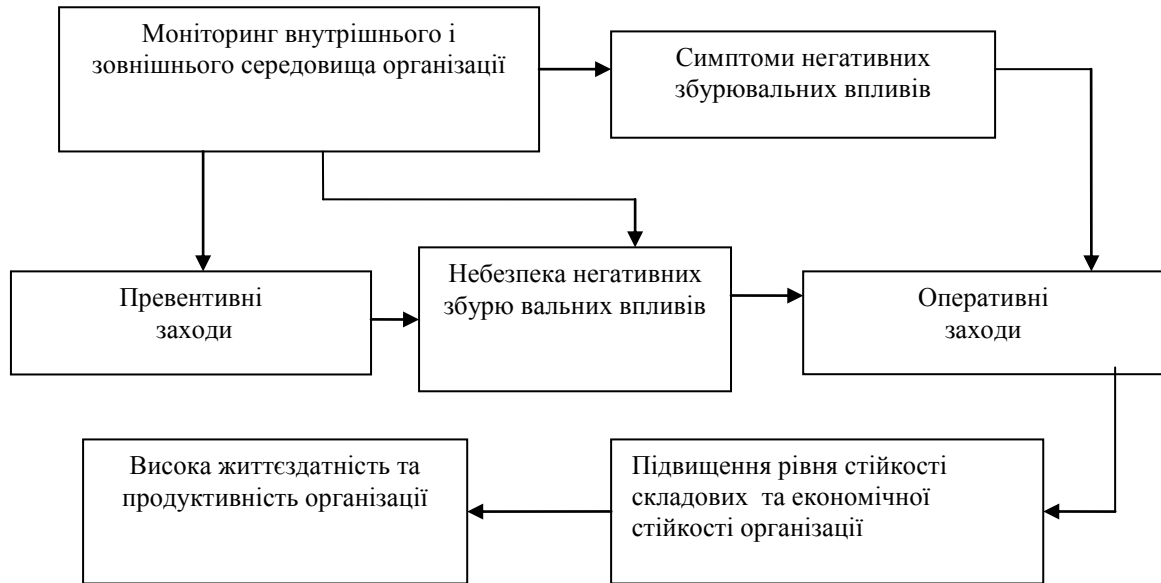 Моніторинг внутрішнього і
зовнішнього середовища організації
Симптоми негативних
збурювальних впливів
Превентивні
заходи
Небезпека негативних
збурю вальних впливів
Оперативні
заходи
Висока життєздатність та
продуктивність організації
Підвищення рівня стійкості
складових та економічної
стійкості організації